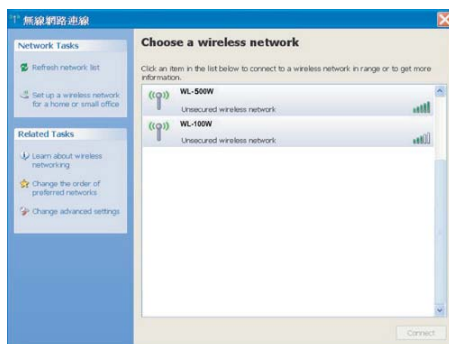 無線網路連線
Network Tasks
Refresh network list
Set up a wireless network
for a home or small office
Related Tasks
Learn about wireless
networking
Change the order of
preferred networks
Change advanced settings
Choose a wireless network
Click an item in the list below to connect to a wireless network in range or to get more
information.
WL-500W
Unsecured wireless network
WL-100W
Unsecured wireless network
Connect